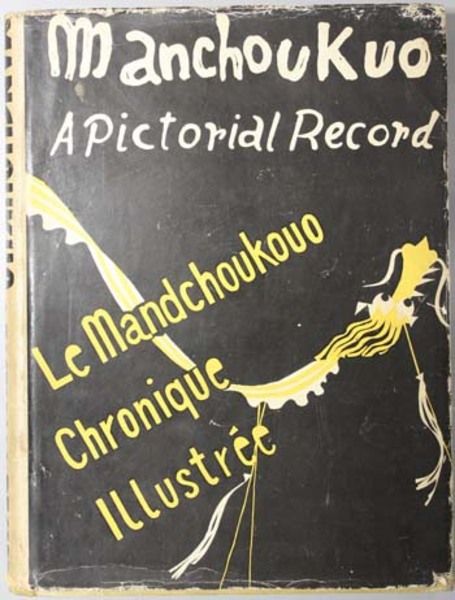 Manchoukuo
A Pictorial Record
Le Mandchoukouo
Chronique
Illustrée